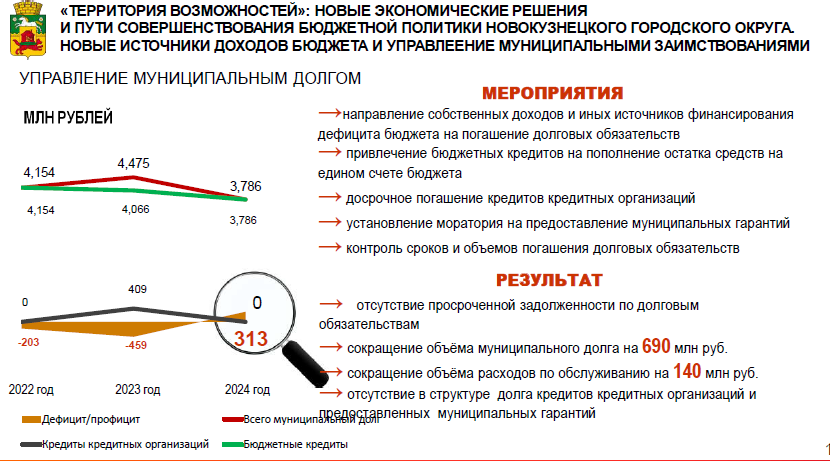 «ТЕРРИТОРИЯ ВОЗМОЖНОСТЕЙ»: НОВЫЕ ЭКОНОМИЧЕСКИЕ РЕШЕНИЯ
И ПУТИ СОВЕРШЕНСТВОВАНИЯ БЮДЖЕТНОЙ ПОЛИТИКИ НОВОКУЗНЕЦКОГО ГОРОДСКОГО ОКРУГА.
НОВЫЕ ИСТОЧНИКИ ДОХОДОВ БЮДЖЕТА И УПРАВЛЕЕНИЕ МУНИЦИПАЛЬНЫМИ ЗАИМСТВОВАНИЯМИ
УПРАВЛЕНИЕ МУНИЦИПАЛЬНЫМ ДОЛГОМ
МЛН РУБЛЕЙ
4,154
4,475
3,786
4,154
4,066
3,786
0
409
0
-203
-459
313
2022 год
2023 год
2024 год
Дефицит/профицит
Всего муниципальный долг
Кредиты кредитных организаций
Бюджетные кредиты
МЕРОПРИЯТИЯ
→направление собственных доходов и иных источников финансирования
дефицита бюджета на погашение долговых обязательств
→ привлечение бюджетных кредитов на пополнение остатка средств на
едином счете бюджета
→ досрочное погашение кредитов кредитных организаций
→ установление моратория на предоставление муниципальных гарантий
→ контроль сроков и объемов погашения долговых обязательств
РЕЗУЛЬТАТ
→ отсутствие просроченной задолженности по долговым
обязательствам
→ сокращение объёма муниципального долга на 690 млн руб.
→ сокращение объёма расходов по обслуживанию на 140 млн руб.
→ отсутствие в структуре долга кредитов кредитных организаций и
предоставленных муниципальных гарантий
1